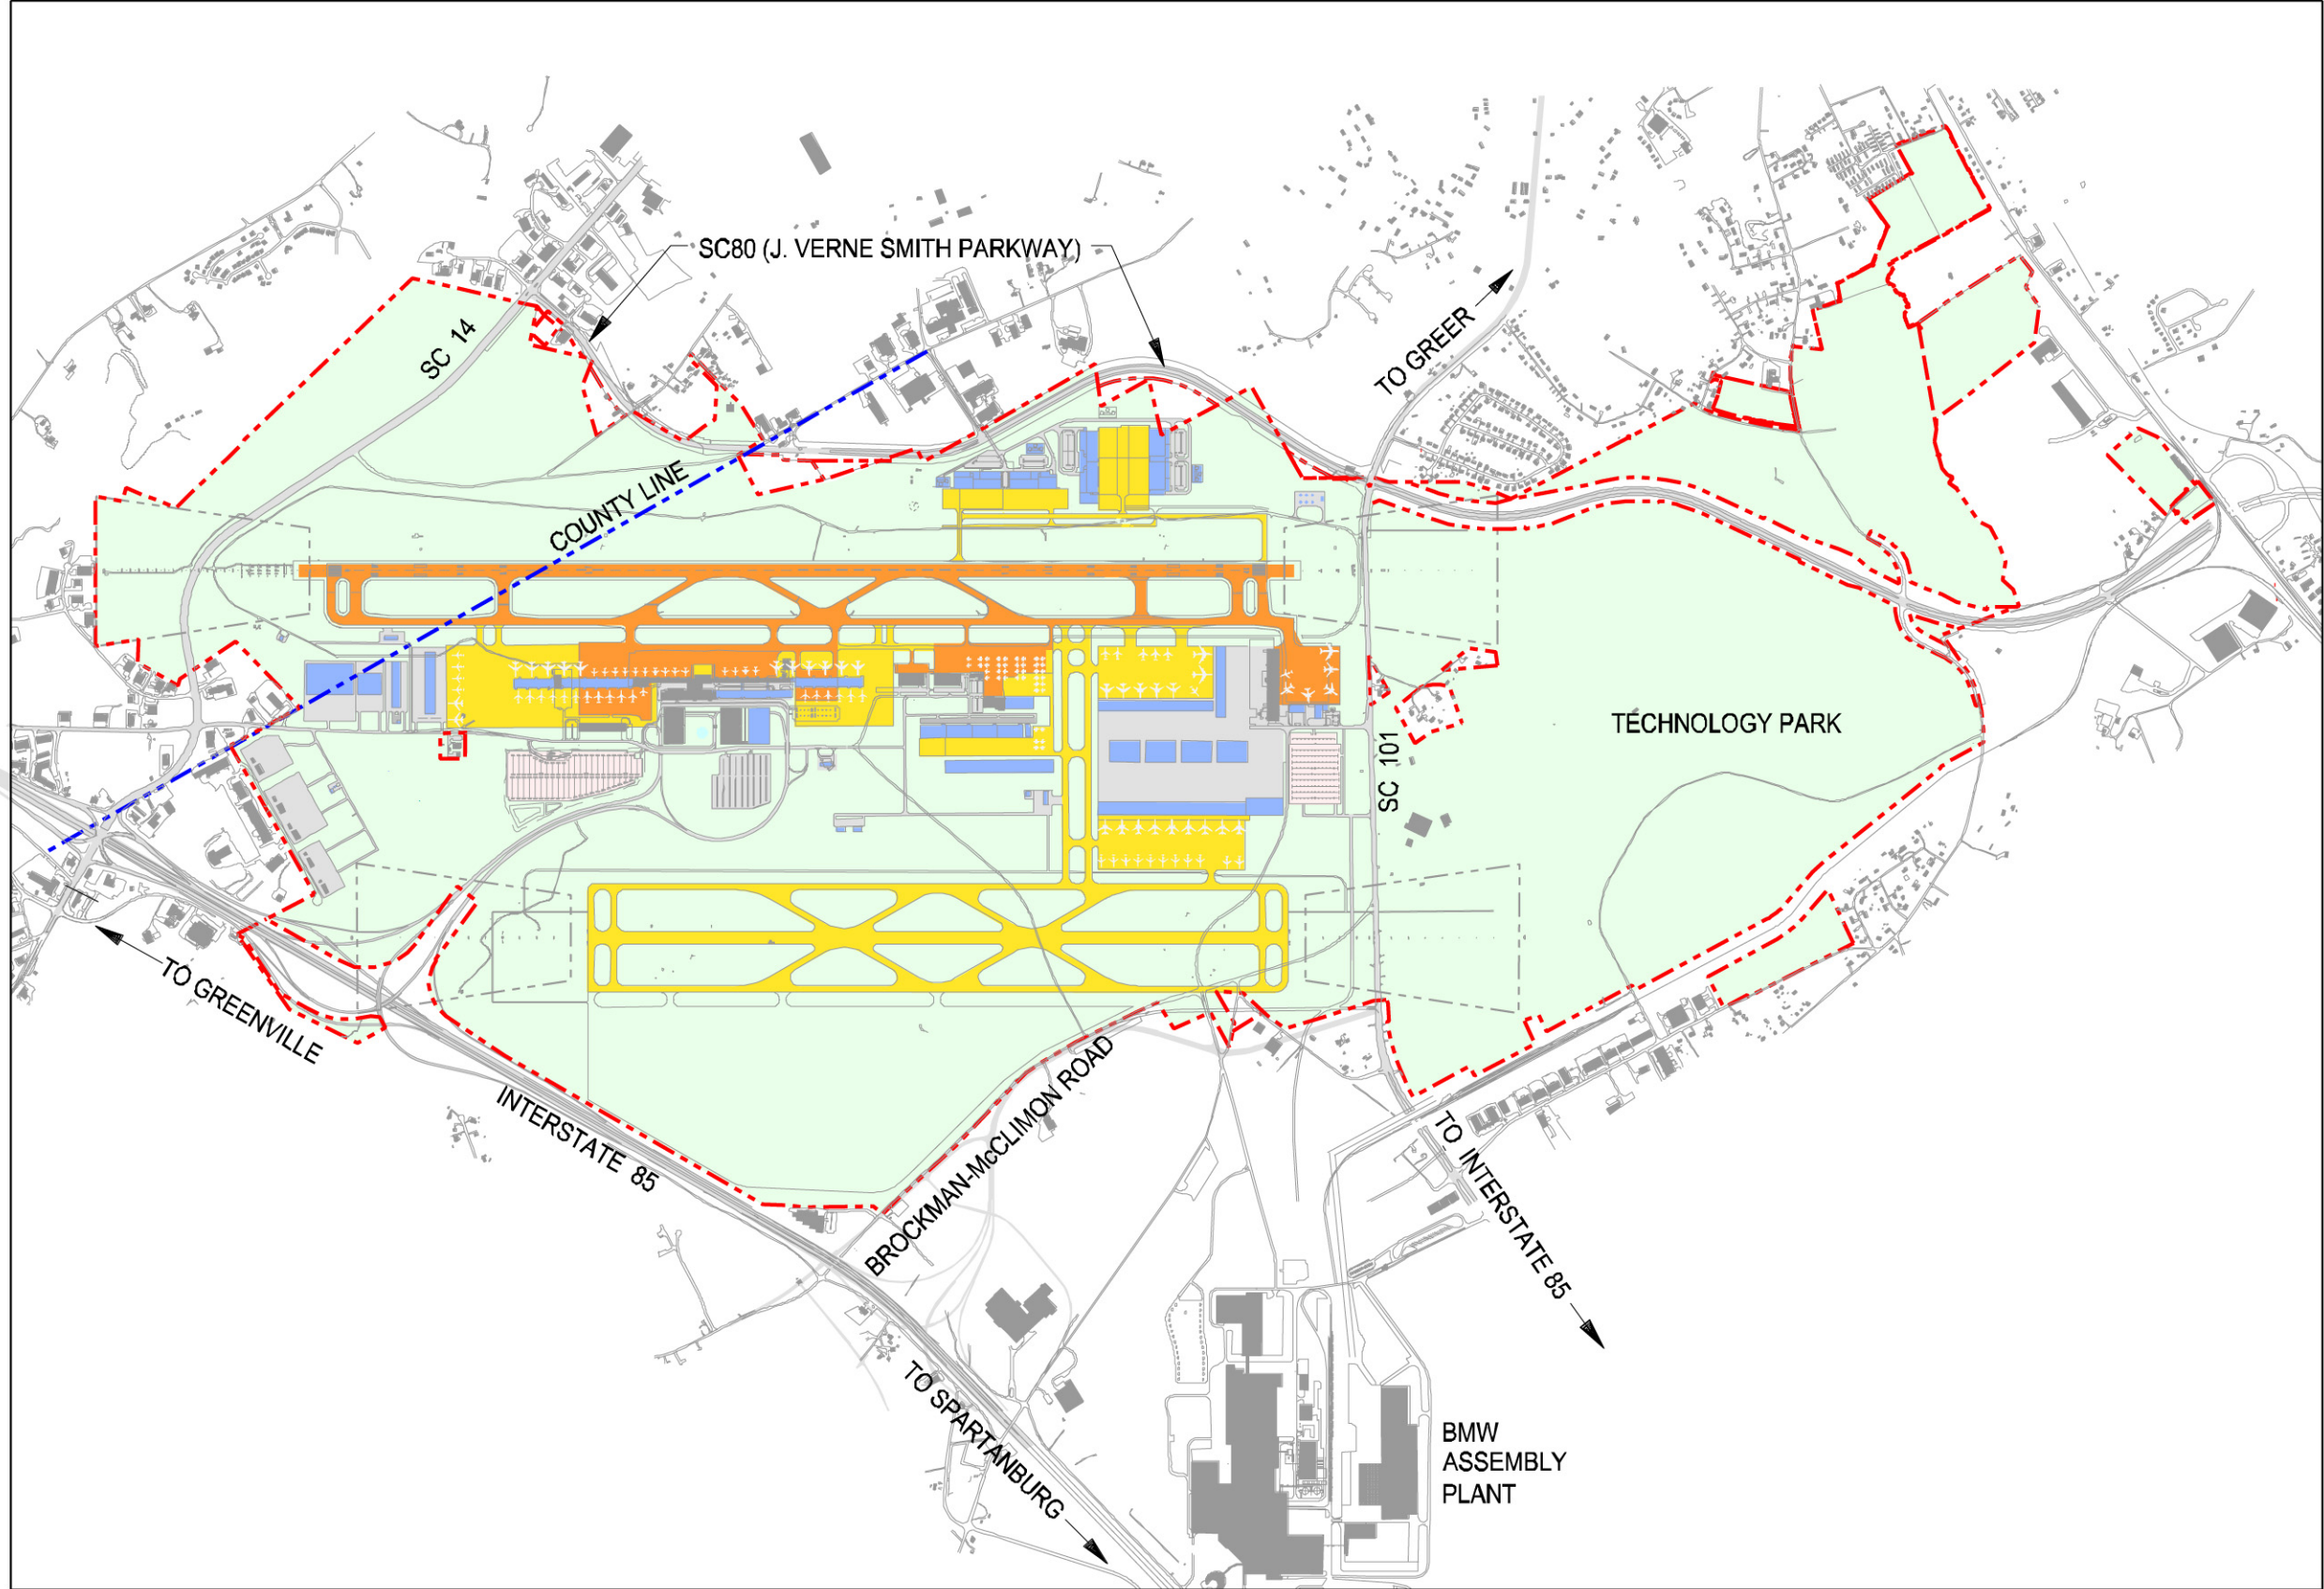 SC80 (J. VERNE SMITH PARKWAY)
SC 14
TO GREER
COUNTY LINE
TECHNOLOGY PARK
SC 101
TO GREENVILLE
INTERSTATE 85
BROCKMAN-McCLIMON ROAD
TO INTERSTATE 85
TO SPARTANBURG
BMW
ASSEMBLY
PLANT